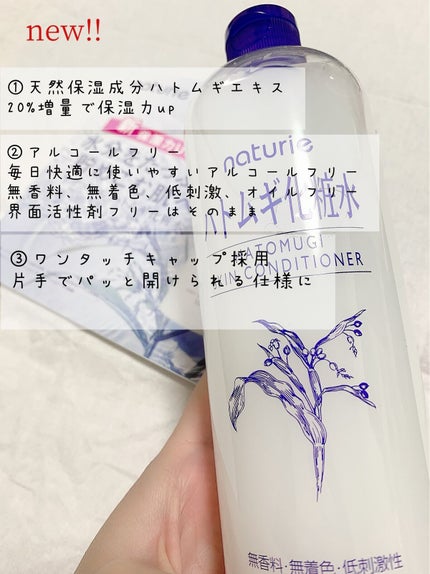 new!!
①天然保湿成分ハトムギエキス
20%増量で保湿力up
②アルコールフリー
毎日快適に使いやすいアルコールフリー
無香料、無着色、低刺激、オイルフリー
界面活性剤フリーはそのまま
③ワンタッチキャップ採用
片手でパッと開けられる仕様に
naturie
ハトムギ化粧水
HATOMUGI
SKIN CONDITIONER
無香料・無着色・低刺激性